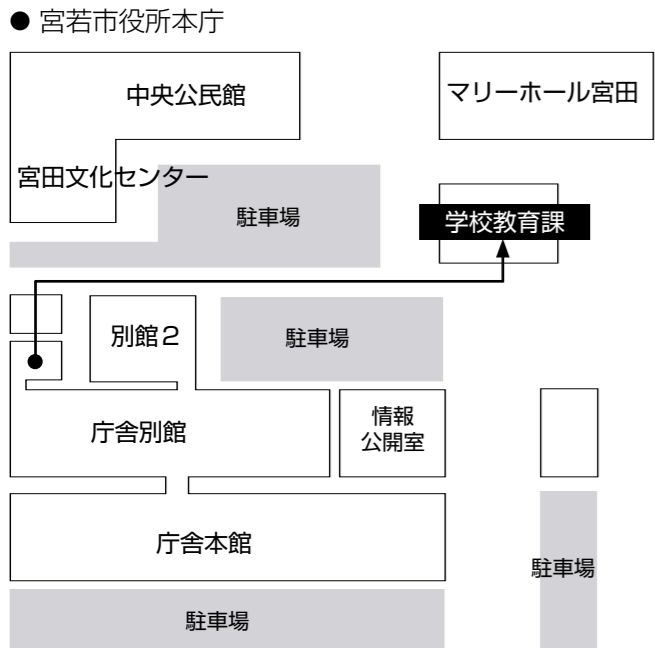 ● 宮若市役所本庁
中央公民館
マリーホール宮田
宮田文化センター
駐車場
学校教育課
別館2
駐車場
庁舎別館
情報
公開室
庁舎本館
駐車場
駐車場